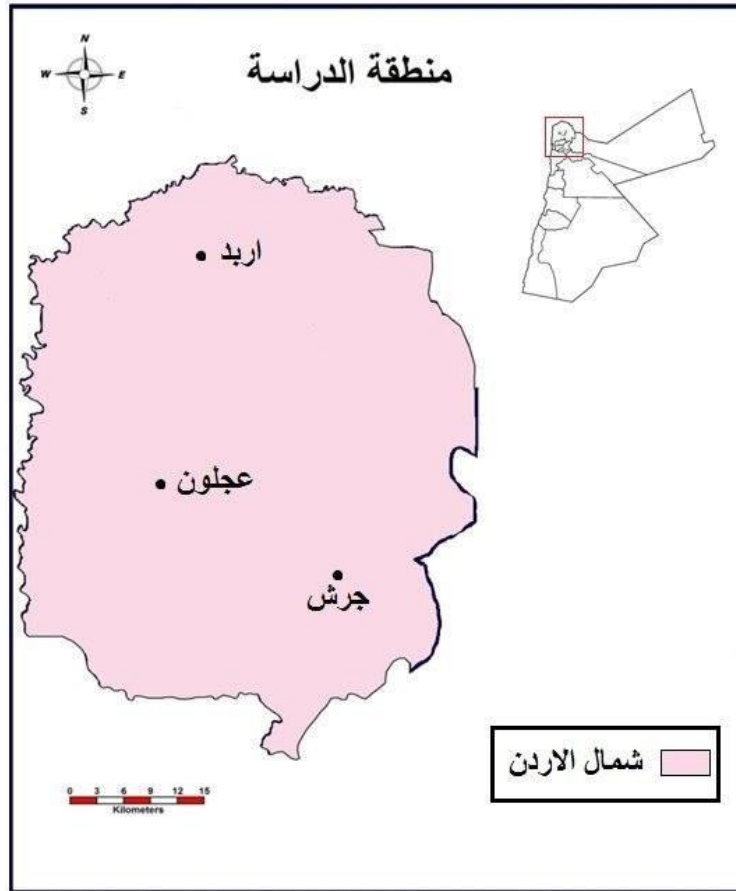 منطقة الدراسة
N
W E
S
اربد
عجلون
جرش
شمال الاردن
0 3 6 9 12 15
Kilometers